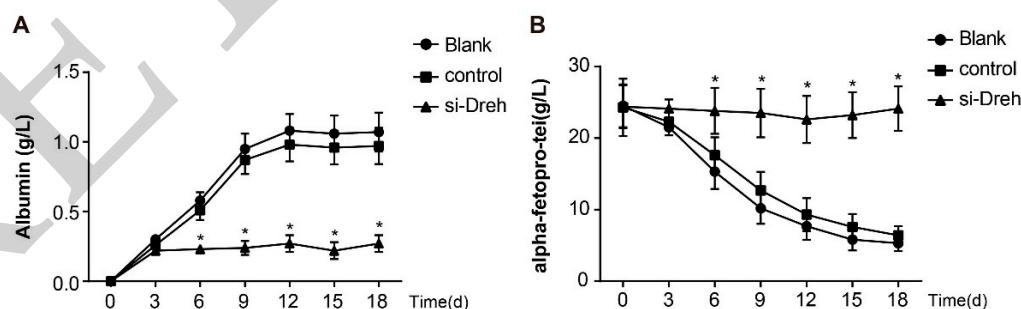 A
Blank
control
si-Dreh
Albumin (g/L)
1.5
1.0
0.5
0.0
* * * * *
0 3 6 9 12 15 18 Time(d)
B
Blank
control
si-Dreh
alpha-fetopro-tei(g/L)
30
20
10
0
* * * * *
0 3 6 9 12 15 18 Time(d)